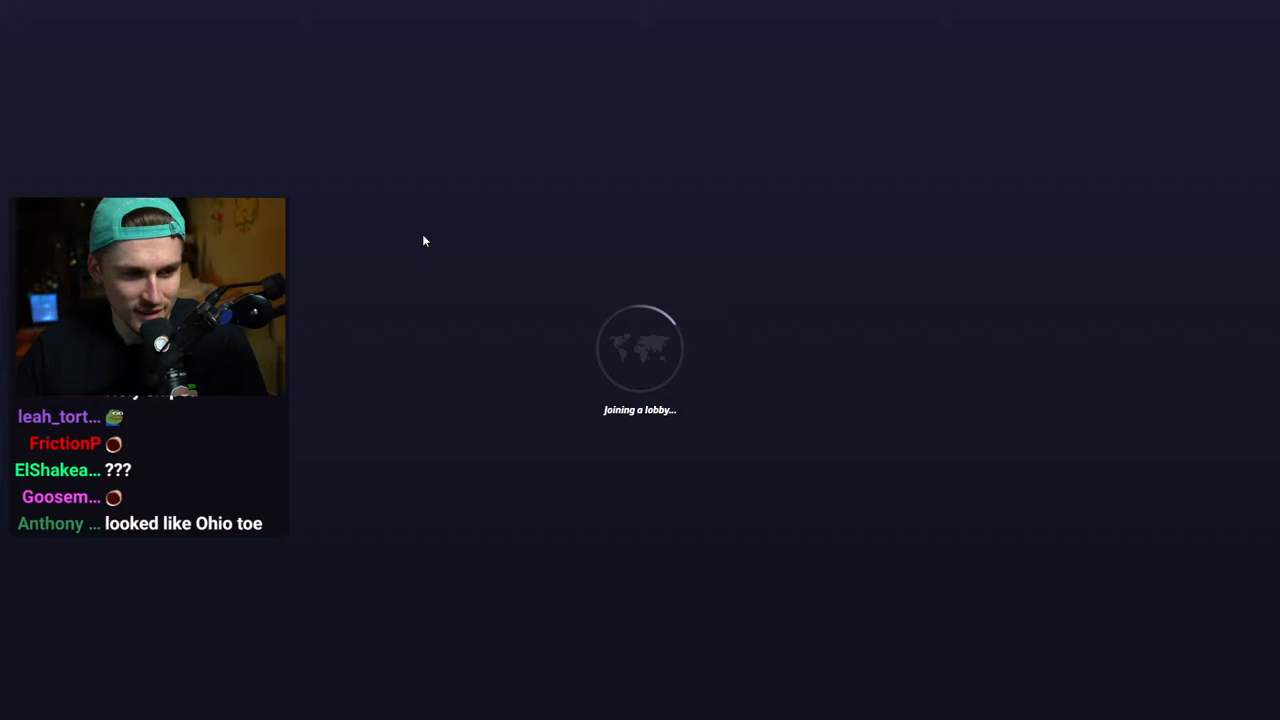 leah_tort...
FrictionP
ElShakea... ???
Goosem...
Anthony ... looked like Ohio toe
Joining a lobby...